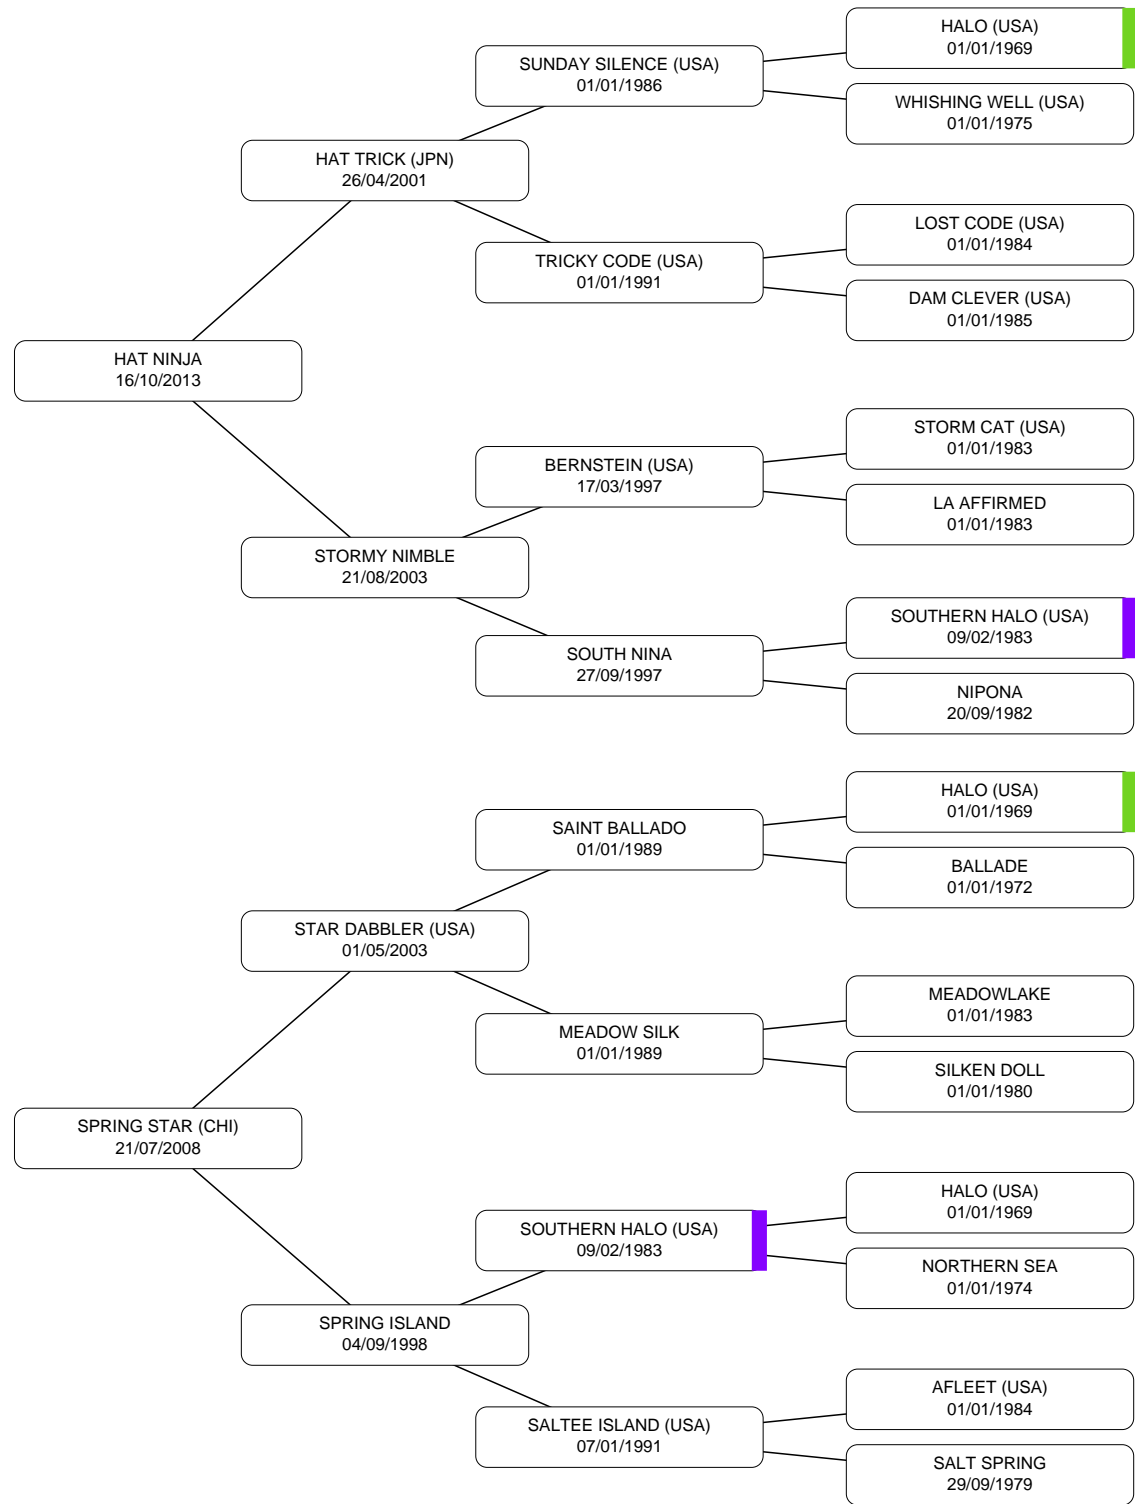 HALO (USA)
01/01/1969
SUNDAY SILENCE (USA)
01/01/1986
WHISHING WELL (USA)
01/01/1975
HAT TRICK (JPN)
26/04/2001
LOST CODE (USA)
01/01/1984
TRICKY CODE (USA)
01/01/1991
DAM CLEVER (USA)
01/01/1985
HAT NINJA
16/10/2013
STORM CAT (USA)
01/01/1983
BERNSTEIN (USA)
17/03/1997
LA AFFIRMED
01/01/1983
STORMY NIMBLE
21/08/2003
SOUTHERN HALO (USA)
09/02/1983
SOUTH NINA
27/09/1997
NIPONA
20/09/1982
HALO (USA)
01/01/1969
SAINT BALLADO
01/01/1989
BALLADE
01/01/1972
STAR DABBLER (USA)
01/05/2003
MEADOWLAKE
01/01/1983
MEADOW SILK
01/01/1989
SILKEN DOLL
01/01/1980
SPRING STAR (CHI)
21/07/2008
HALO (USA)
01/01/1969
SOUTHERN HALO (USA)
09/02/1983
NORTHERN SEA
01/01/1974
SPRING ISLAND
04/09/1998
AFLEET (USA)
01/01/1984
SALTEE ISLAND (USA)
07/01/1991
SALT SPRING
29/09/1979